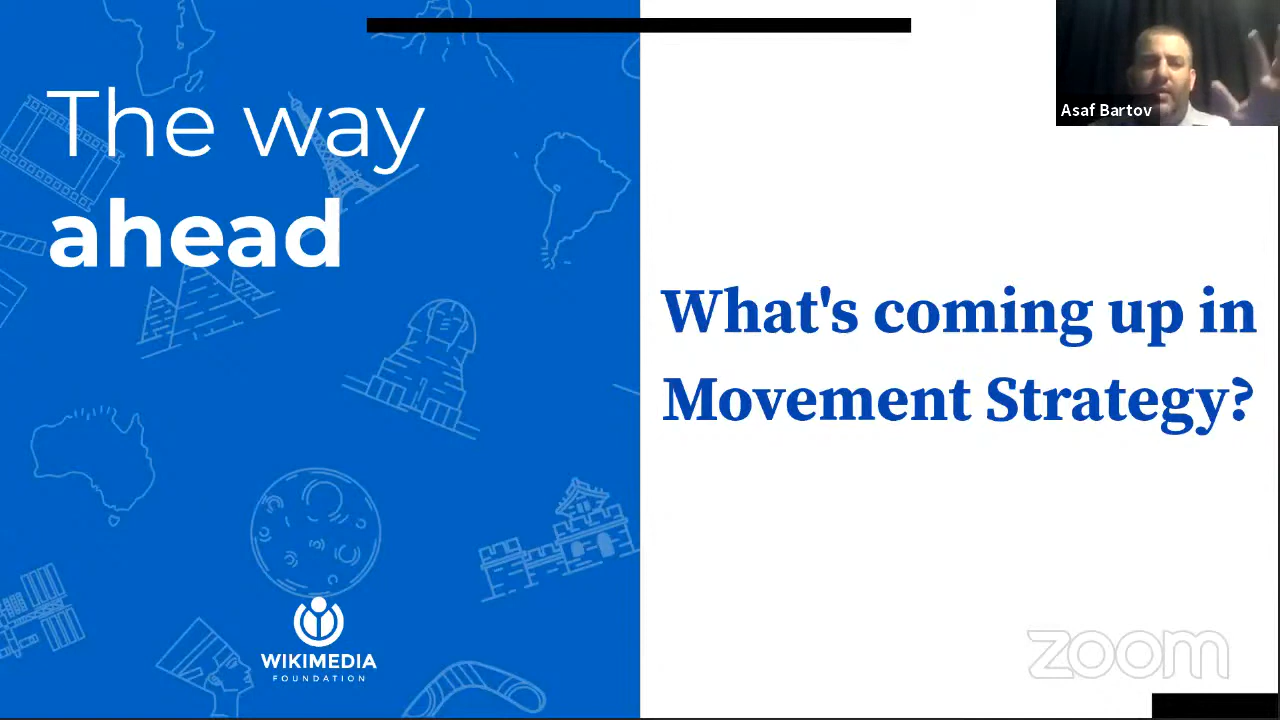 The way
ahead
Asaf Bartov
What's coming up in
Movement Strategy?
WIKIMEDIA
FOUNDATION
zoom